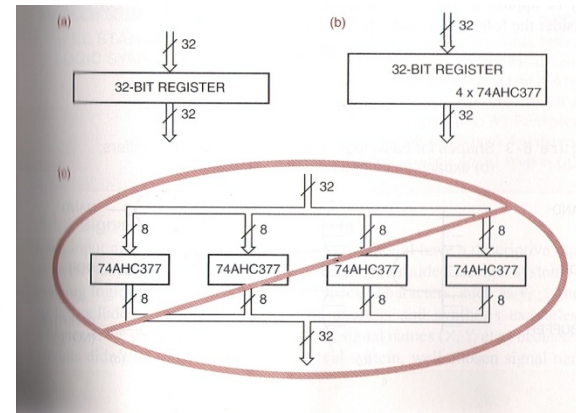 (a)
32
32-BIT REGISTER
32
(b)
32
32-BIT REGISTER
4 x 74AHC377
32
(c)
32
8 8 8 8
74AHC377 74AHC377 74AHC377 74AHC377
8 8 8 8
32